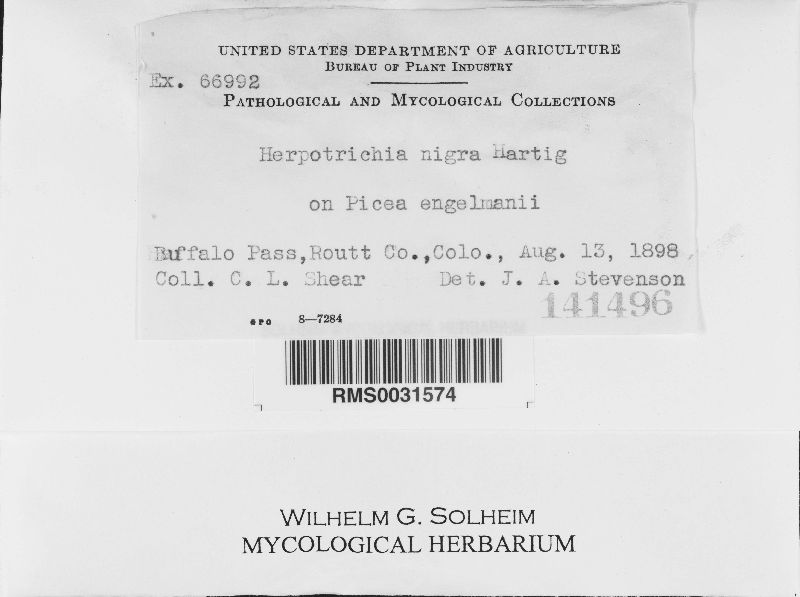 UNITED STATES DEPARTMENT OF AGRICULTURE
BUREAU OF PLANT INDUSTRY
Ex. 66992
PATHOLOGICAL AND MYCOLOGICAL COLLECTIONS
Herpotrichia nigra Hartig
on Picea engelmanii
Buffalo Pass,Routt Co.,Colo., Aug. 13, 1898
Coll. C. L. Shear Det. J. A. Stevenson
141496
GPO 8—7284
RMS0031574
WILHELM G. SOLHEIM
MYCOLOGICAL HERBARIUM